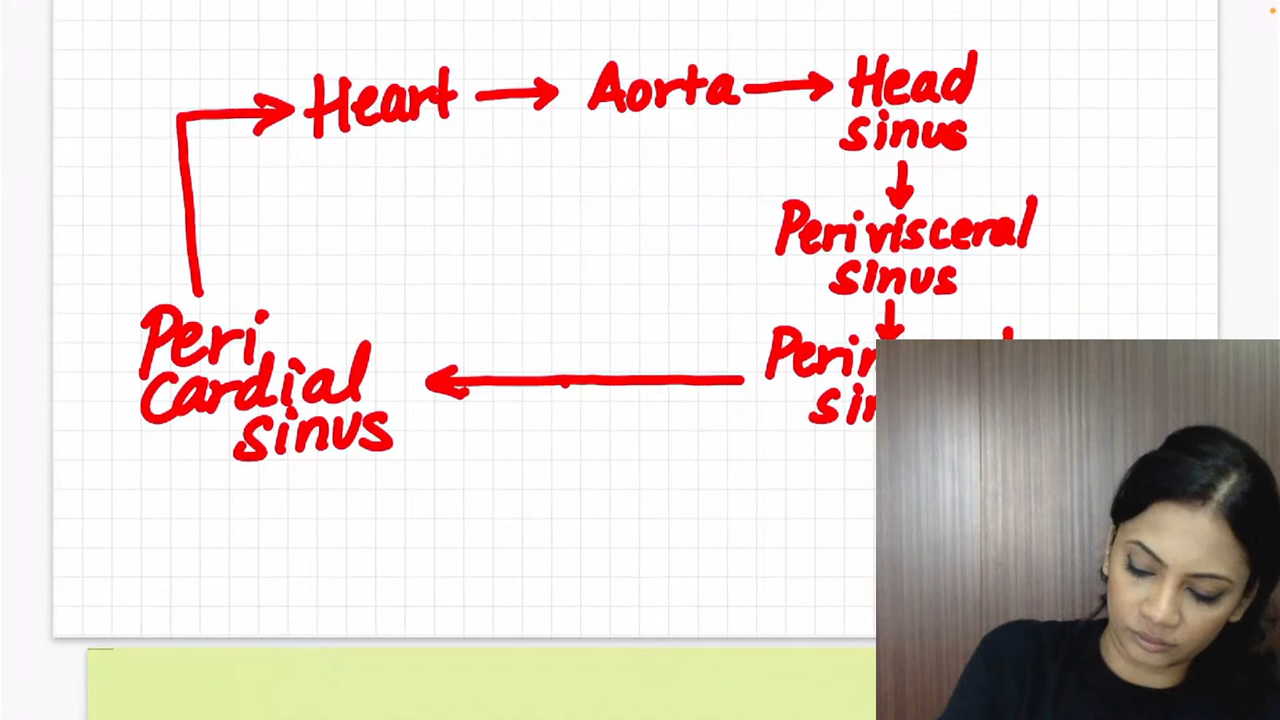 Heart → Aorta → Head
sinus
Perivisceral
sinus
Peri
cardial
sinus